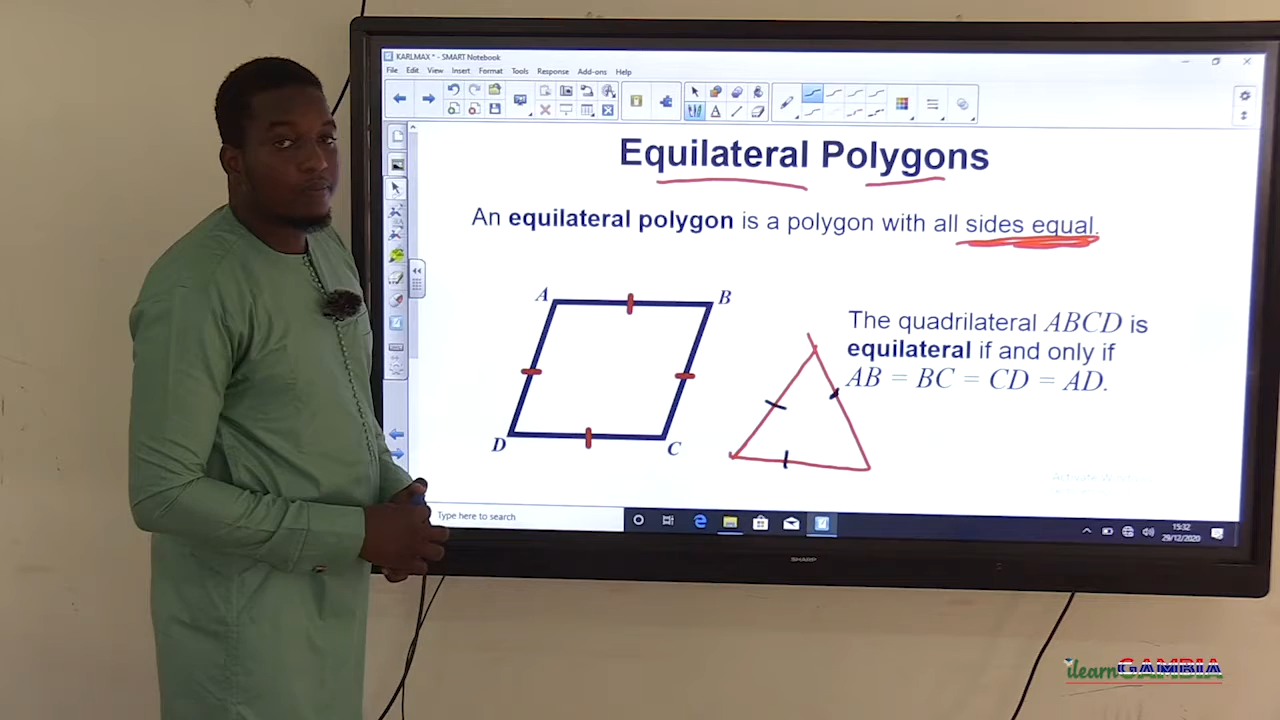 KARLMAX * - SMART Notebook
File Edit View Insert Format Tools Response Add-ons Help
Equilateral Polygons
An equilateral polygon is a polygon with all sides equal.
A
B
The quadrilateral ABCD is
equilateral if and only if
AB = BC = CD = AD.
D
C
Type here to search
15:32
29/12/2020
SHARP
ilearnGAMBIA